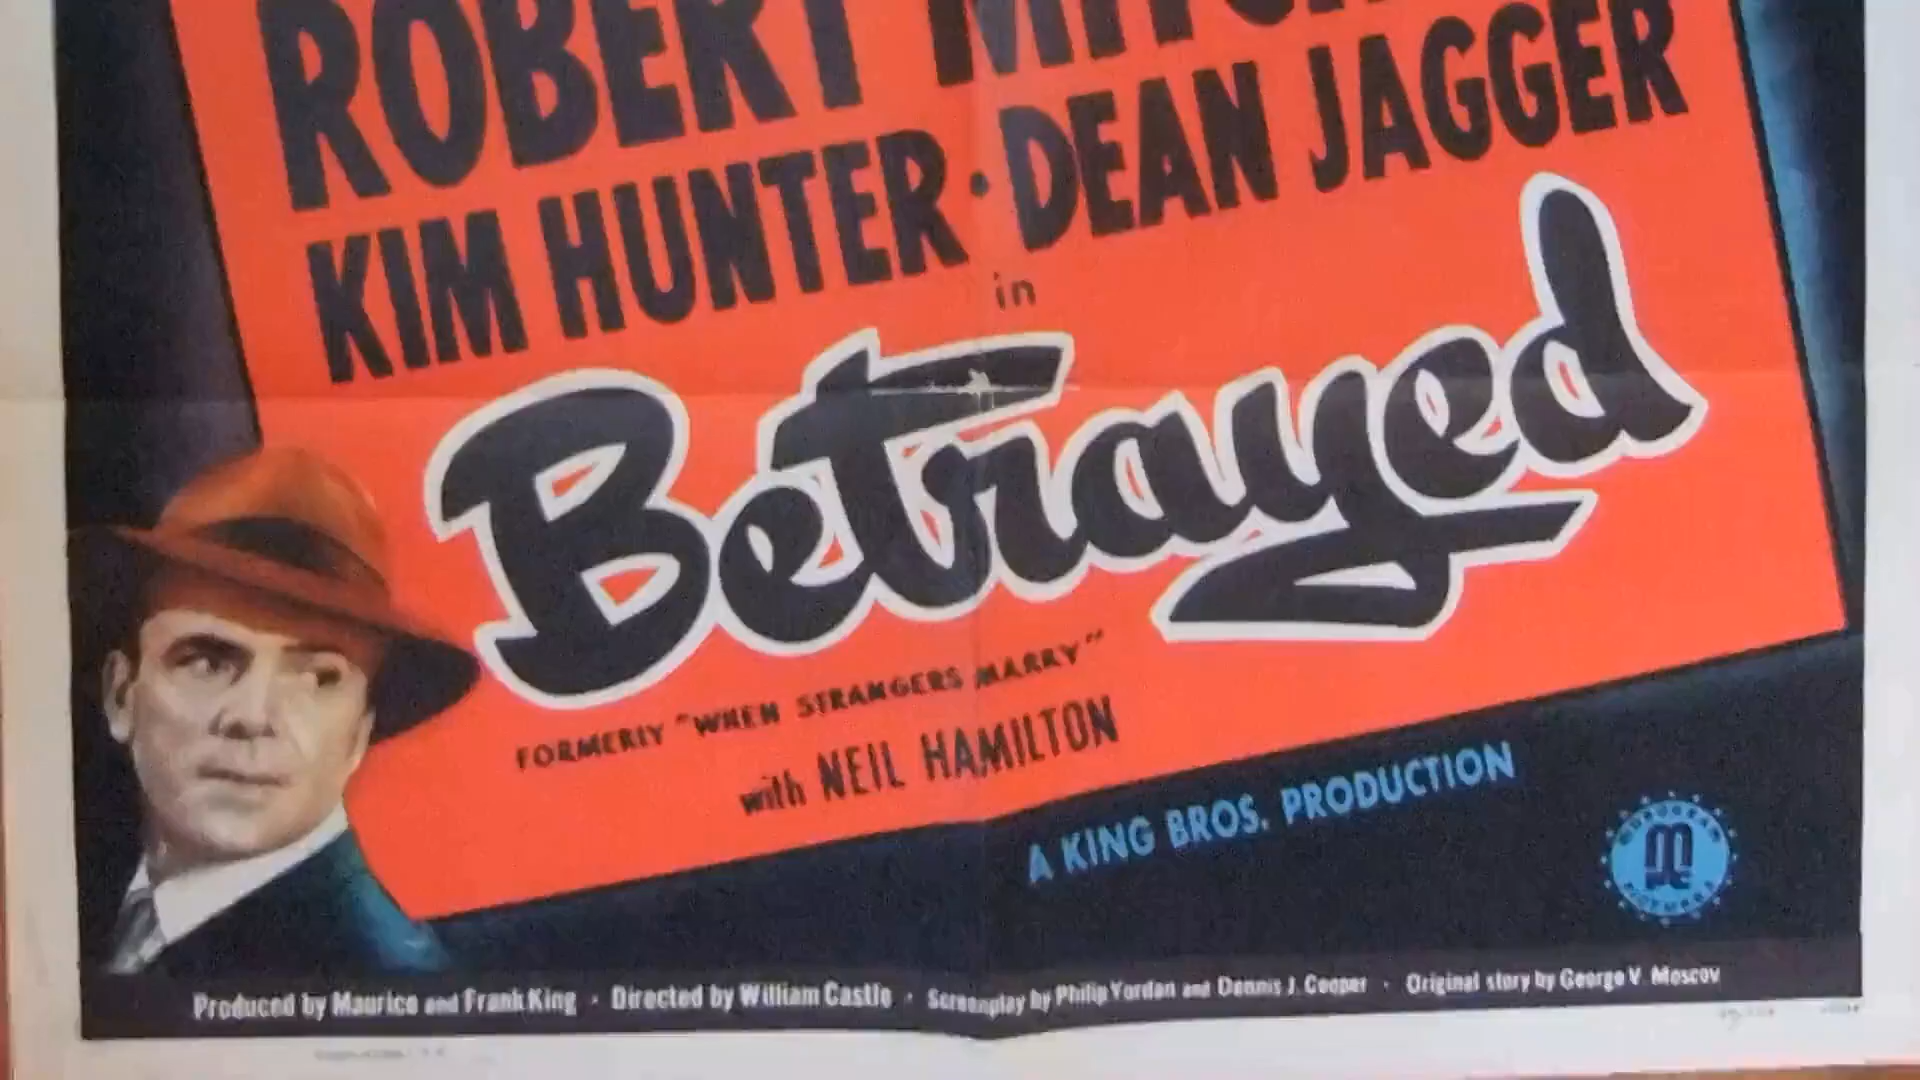 ROBERT MITCH
KIM HUNTER · DEAN JAGGER
in
Betrayed
FORMERLY "WHEN STRANGERS MARRY"
with NEIL HAMILTON
A KING BROS. PRODUCTION
Produced by Maurice and Frank King · Directed by William Castle · Screenplay by Philip Yordan and Dennis J. Cooper · Original story by George V. Moscov